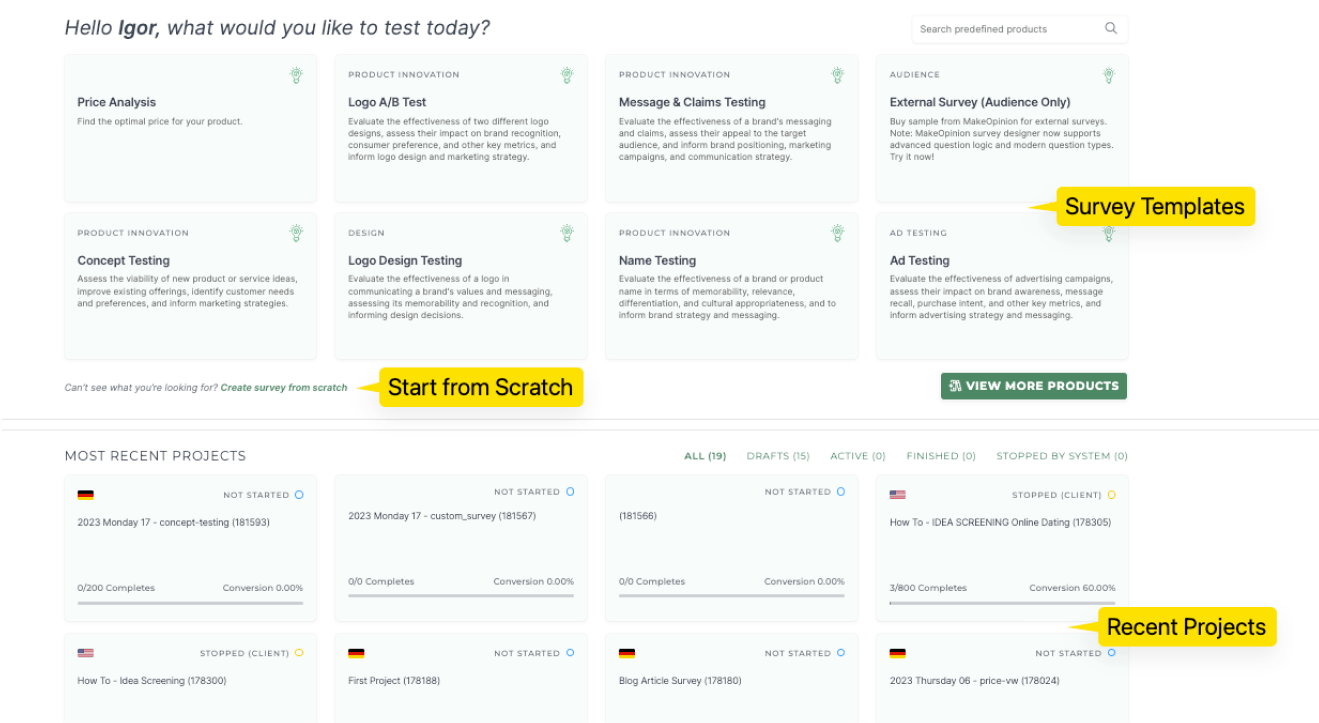 Hello Igor, what would you like to test today?
Search predefined products
Price Analysis
Find the optimal price for your product.
PRODUCT INNOVATION
Logo A/B Test
Evaluate the effectiveness of two different logo
designs, assess their impact on brand recognition,
consumer preference, and other key metrics, and
inform logo design and marketing strategy.
PRODUCT INNOVATION
Message & Claims Testing
Evaluate the effectiveness of a brand's messaging
and claims, assess their appeal to the target
audience, and inform brand positioning, marketing
campaigns, and communication strategy.
AUDIENCE
External Survey (Audience Only)
Buy sample from MakeOpinion for external surveys.
Note: MakeOpinion survey designer now supports
advanced question logic and modern question types.
Try it now!
Survey Templates
PRODUCT INNOVATION
Concept Testing
Assess the viability of new product or service ideas,
improve existing offerings, identify customer needs
and preferences, and inform marketing strategies.
DESIGN
Logo Design Testing
Evaluate the effectiveness of a logo in
communicating a brand's values and messaging,
assessing its memorability and recognition, and
informing design decisions.
PRODUCT INNOVATION
Name Testing
Evaluate the effectiveness of a brand or product
name in terms of memorability, relevance,
differentiation, and cultural appropriateness, and to
inform brand strategy and messaging.
AD TESTING
Ad Testing
Evaluate the effectiveness of advertising campaigns,
assess their impact on brand awareness, message
recall, purchase intent, and other key metrics, and
inform advertising strategy and messaging.
Can't see what you're looking for? Create survey from scratch
Start from Scratch
VIEW MORE PRODUCTS
MOST RECENT PROJECTS
ALL (19) DRAFTS (15) ACTIVE (0) FINISHED (0) STOPPED BY SYSTEM (0)
NOT STARTED
2023 Monday 17 - concept-testing (181593)
0/200 Completes Conversion 0.00%
NOT STARTED
2023 Monday 17 - custom_survey (181567)
0/0 Completes Conversion 0.00%
NOT STARTED
(181566)
0/0 Completes Conversion 0.00%
STOPPED (CLIENT)
How To - IDEA SCREENING Online Dating (178305)
3/800 Completes Conversion 60.00%
Recent Projects
STOPPED (CLIENT)
How To - Idea Screening (178300)
NOT STARTED
First Project (178188)
NOT STARTED
Blog Article Survey (178180)
NOT STARTED
2023 Thursday 06 - price-vw (178024)